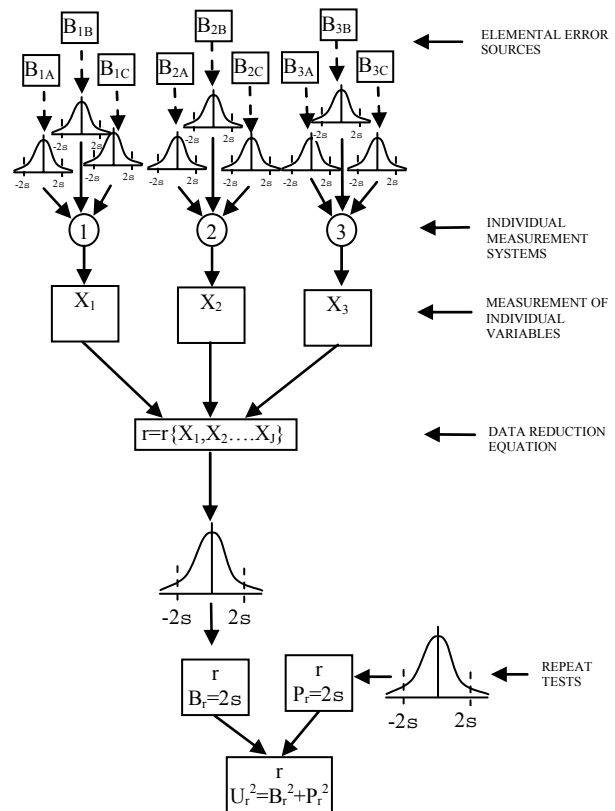 B1B B2B B3B
ELEMENTAL ERROR
SOURCES
B1A B1C B2A B2C B3A B3C
-2s 2s -2s 2s -2s 2s
-2s 2s -2s 2s -2s 2s -2s 2s -2s 2s -2s 2s
1 2 3
INDIVIDUAL
MEASUREMENT
SYSTEMS
X1 X2 X3
MEASUREMENT OF
INDIVIDUAL
VARIABLES
r=r{X1,X2….XJ}
DATA REDUCTION
EQUATION
-2s 2s
r
Br=2s
r
Pr=2s
-2s 2s
REPEAT
TESTS
r
Ur²=Br²+Pr²